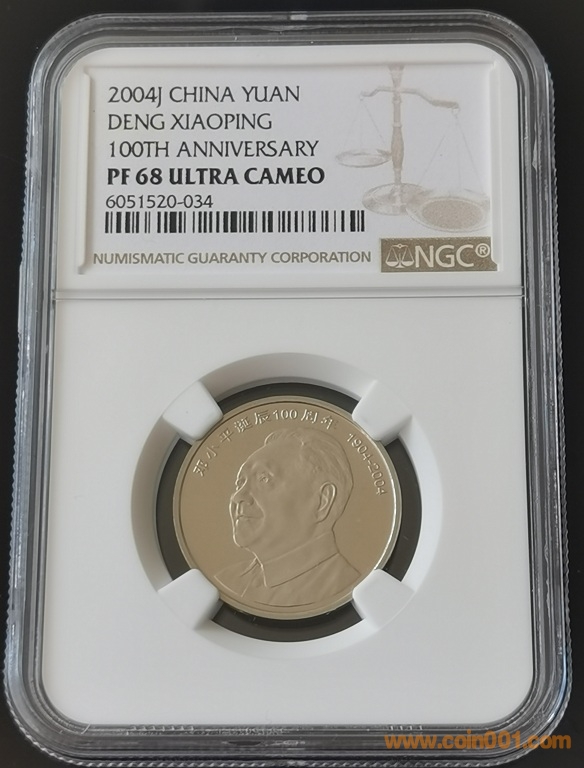 2004J CHINA YUAN
DENG XIAOPING
100TH ANNIVERSARY
PF 68 ULTRA CAMEO
6051520-034
NUMISMATIC GUARANTY CORPORATION
NGC®
邓小平诞辰100周年 1904-2004
www.coin001.com